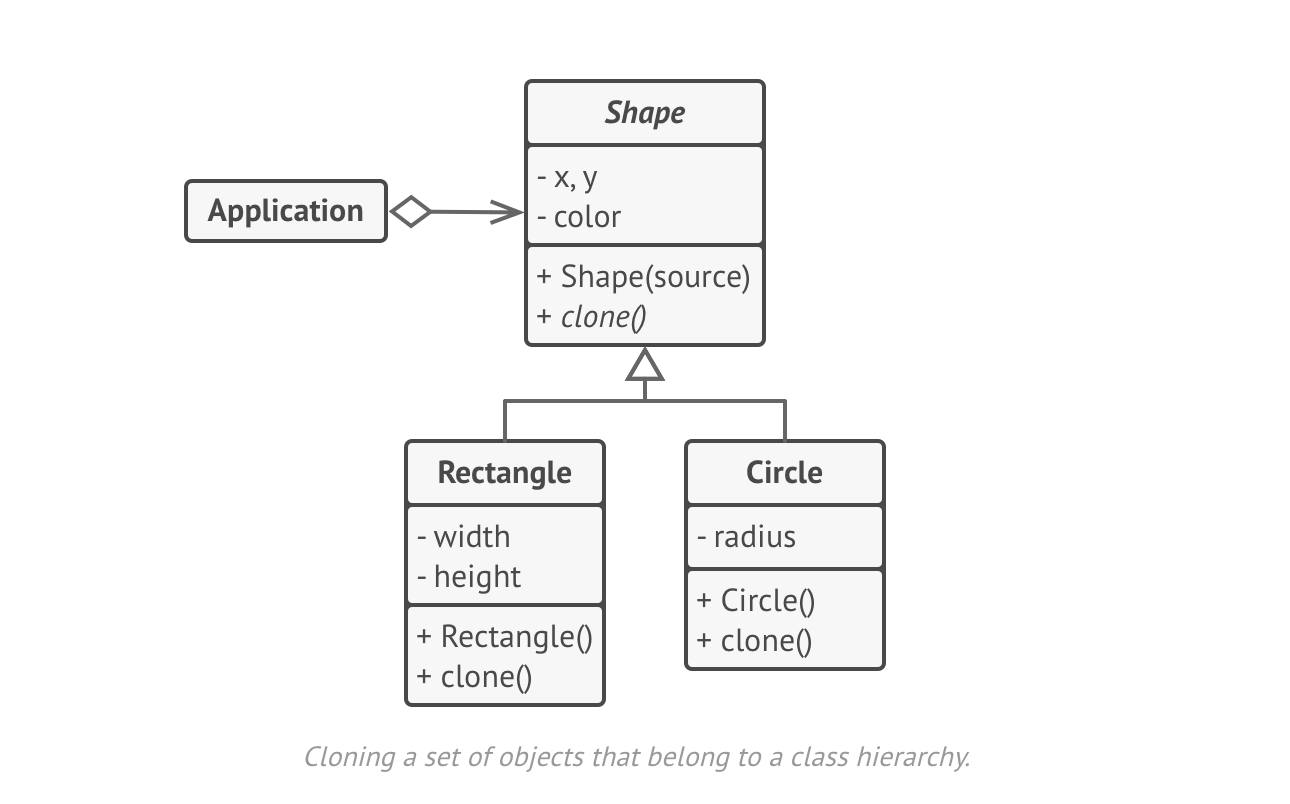 Shape
- x, y
- color
+ Shape(source)
+ clone()
Application
Rectangle
- width
- height
+ Rectangle()
+ clone()
Circle
- radius
+ Circle()
+ clone()
Cloning a set of objects that belong to a class hierarchy.